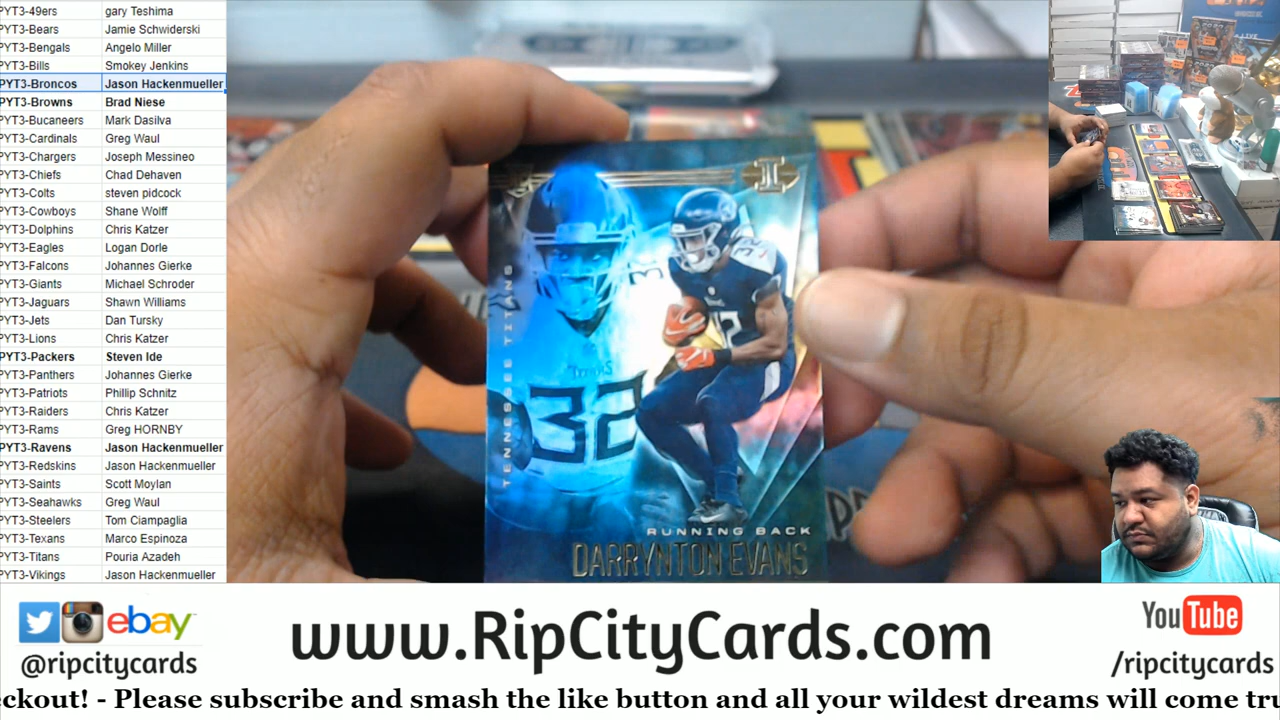 PYT3-49ers gary Teshima
PYT3-Bears Jamie Schwiderski
PYT3-Bengals Angelo Miller
PYT3-Bills Smokey Jenkins
PYT3-Broncos Jason Hackenmueller
PYT3-Browns Brad Niese
PYT3-Bucaneers Mark Dasilva
PYT3-Cardinals Greg Waul
PYT3-Chargers Joseph Messineo
PYT3-Chiefs Chad Dehaven
PYT3-Colts steven pidcock
PYT3-Cowboys Shane Wolff
PYT3-Dolphins Chris Katzer
PYT3-Eagles Logan Dorle
PYT3-Falcons Johannes Gierke
PYT3-Giants Michael Schroder
PYT3-Jaguars Shawn Williams
PYT3-Jets Dan Tursky
PYT3-Lions Chris Katzer
PYT3-Packers Steven Ide
PYT3-Panthers Johannes Gierke
PYT3-Patriots Phillip Schnitz
PYT3-Raiders Chris Katzer
PYT3-Rams Greg HORNBY
PYT3-Ravens Jason Hackenmueller
PYT3-Redskins Jason Hackenmueller
PYT3-Saints Scott Moylan
PYT3-Seahawks Greg Waul
PYT3-Steelers Tom Ciampaglia
PYT3-Texans Marco Espinoza
PYT3-Titans Pouria Azadeh
PYT3-Vikings Jason Hackenmueller
TENNESSEE TITANS
32
32
TITANS
32
RUNNING BACK
DARRYNTON EVANS
ebay
@ripcitycards
www.RipCityCards.com
YouTube
/ripcitycards
eckout! - Please subscribe and smash the like button and all your wildest dreams will come tru